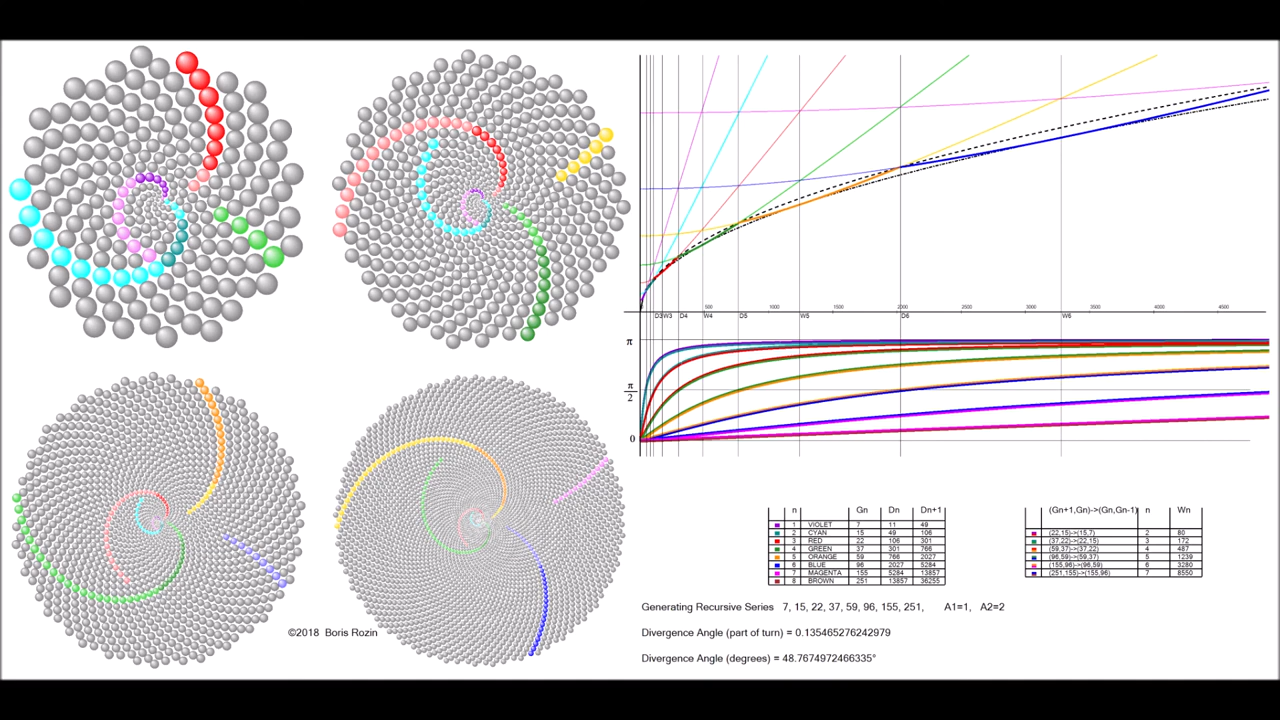 500 1000 1500 2000 2500 3000 3500 4000 4500
D3 W3 D4 W4 D5 W5 D6 W6
π
π
2
0
n Gn Dn Dn+1
1 VIOLET 7 11 49
2 CYAN 15 49 106
3 RED 22 106 301
4 GREEN 37 301 766
5 ORANGE 59 766 2027
6 BLUE 96 2027 5284
7 MAGENTA 155 5284 13857
8 BROWN 251 13857 36255
(Gn+1,Gn)->(Gn,Gn-1) n Wn
(22,15)->(15,7) 2 80
(37,22)->(22,15) 3 172
(59,37)->(37,22) 4 487
(96,59)->(59,37) 5 1239
(155,96)->(96,59) 6 3280
(251,155)->(155,96) 7 8550
Generating Recursive Series 7, 15, 22, 37, 59, 96, 155, 251, A1=1, A2=2
©2018 Boris Rozin
Divergence Angle (part of turn) = 0.135465276242979
Divergence Angle (degrees) = 48.7674972466335°